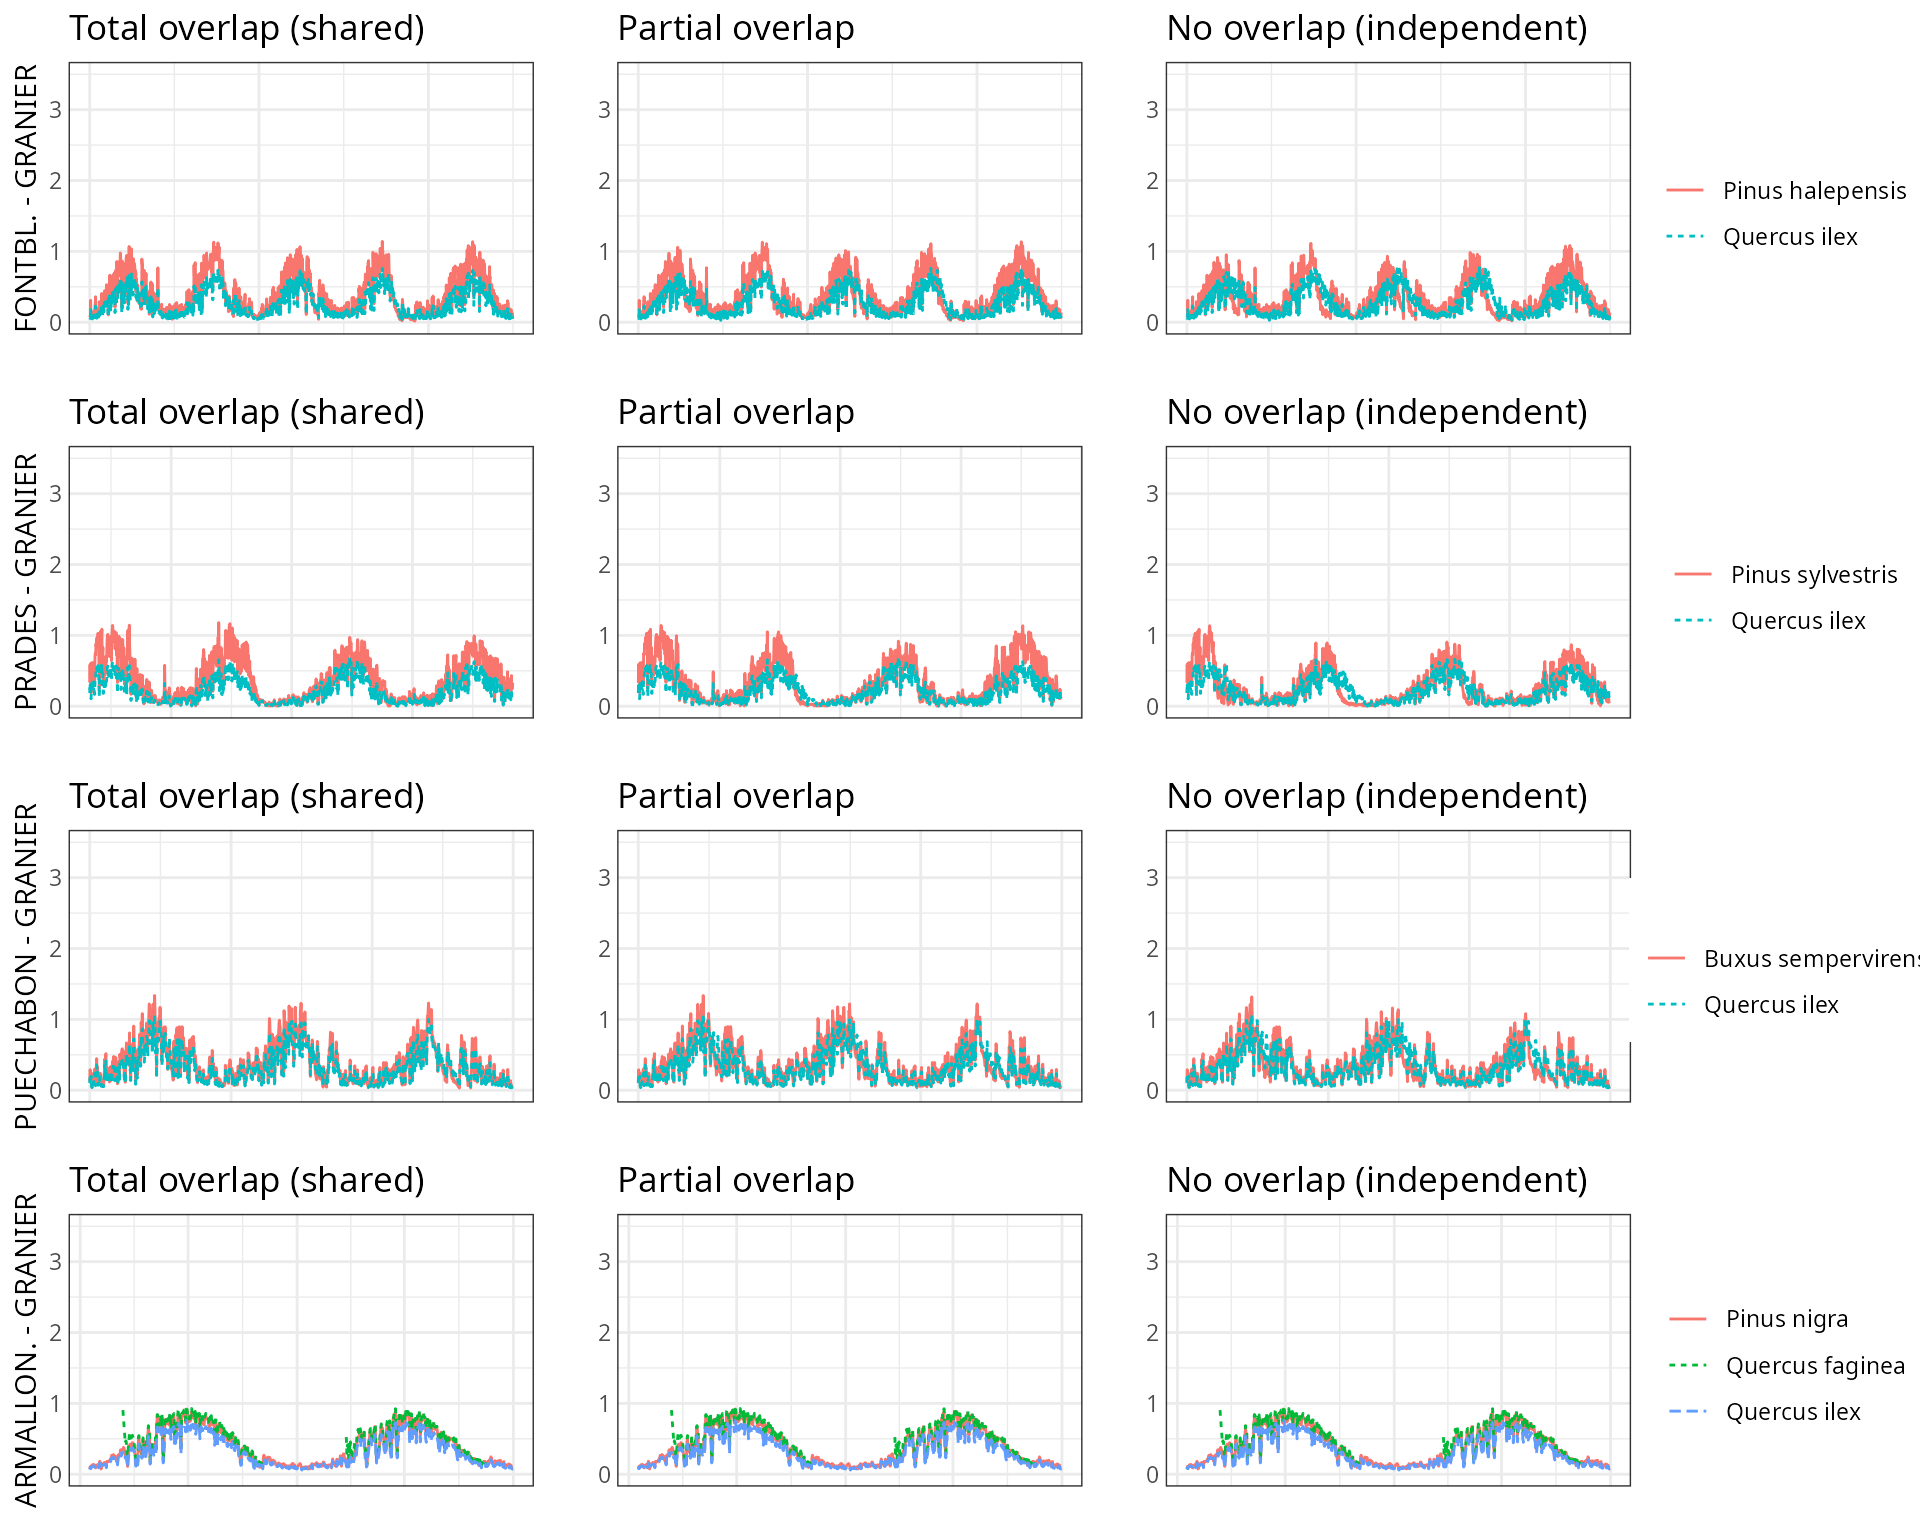 Total overlap (shared) Partial overlap No overlap (independent)
FONTBL. - GRANIER
3 3 3
2 2 2
1 1 1
0 0 0
Pinus halepensis
Quercus ilex
Total overlap (shared) Partial overlap No overlap (independent)
PRADES - GRANIER
3 3 3
2 2 2
1 1 1
0 0 0
Pinus sylvestris
Quercus ilex
Total overlap (shared) Partial overlap No overlap (independent)
PUECHABON - GRANIER
3 3 3
2 2 2
1 1 1
0 0 0
Buxus sempervirens
Quercus ilex
Total overlap (shared) Partial overlap No overlap (independent)
ARMALLON. - GRANIER
3 3 3
2 2 2
1 1 1
0 0 0
Pinus nigra
Quercus faginea
Quercus ilex